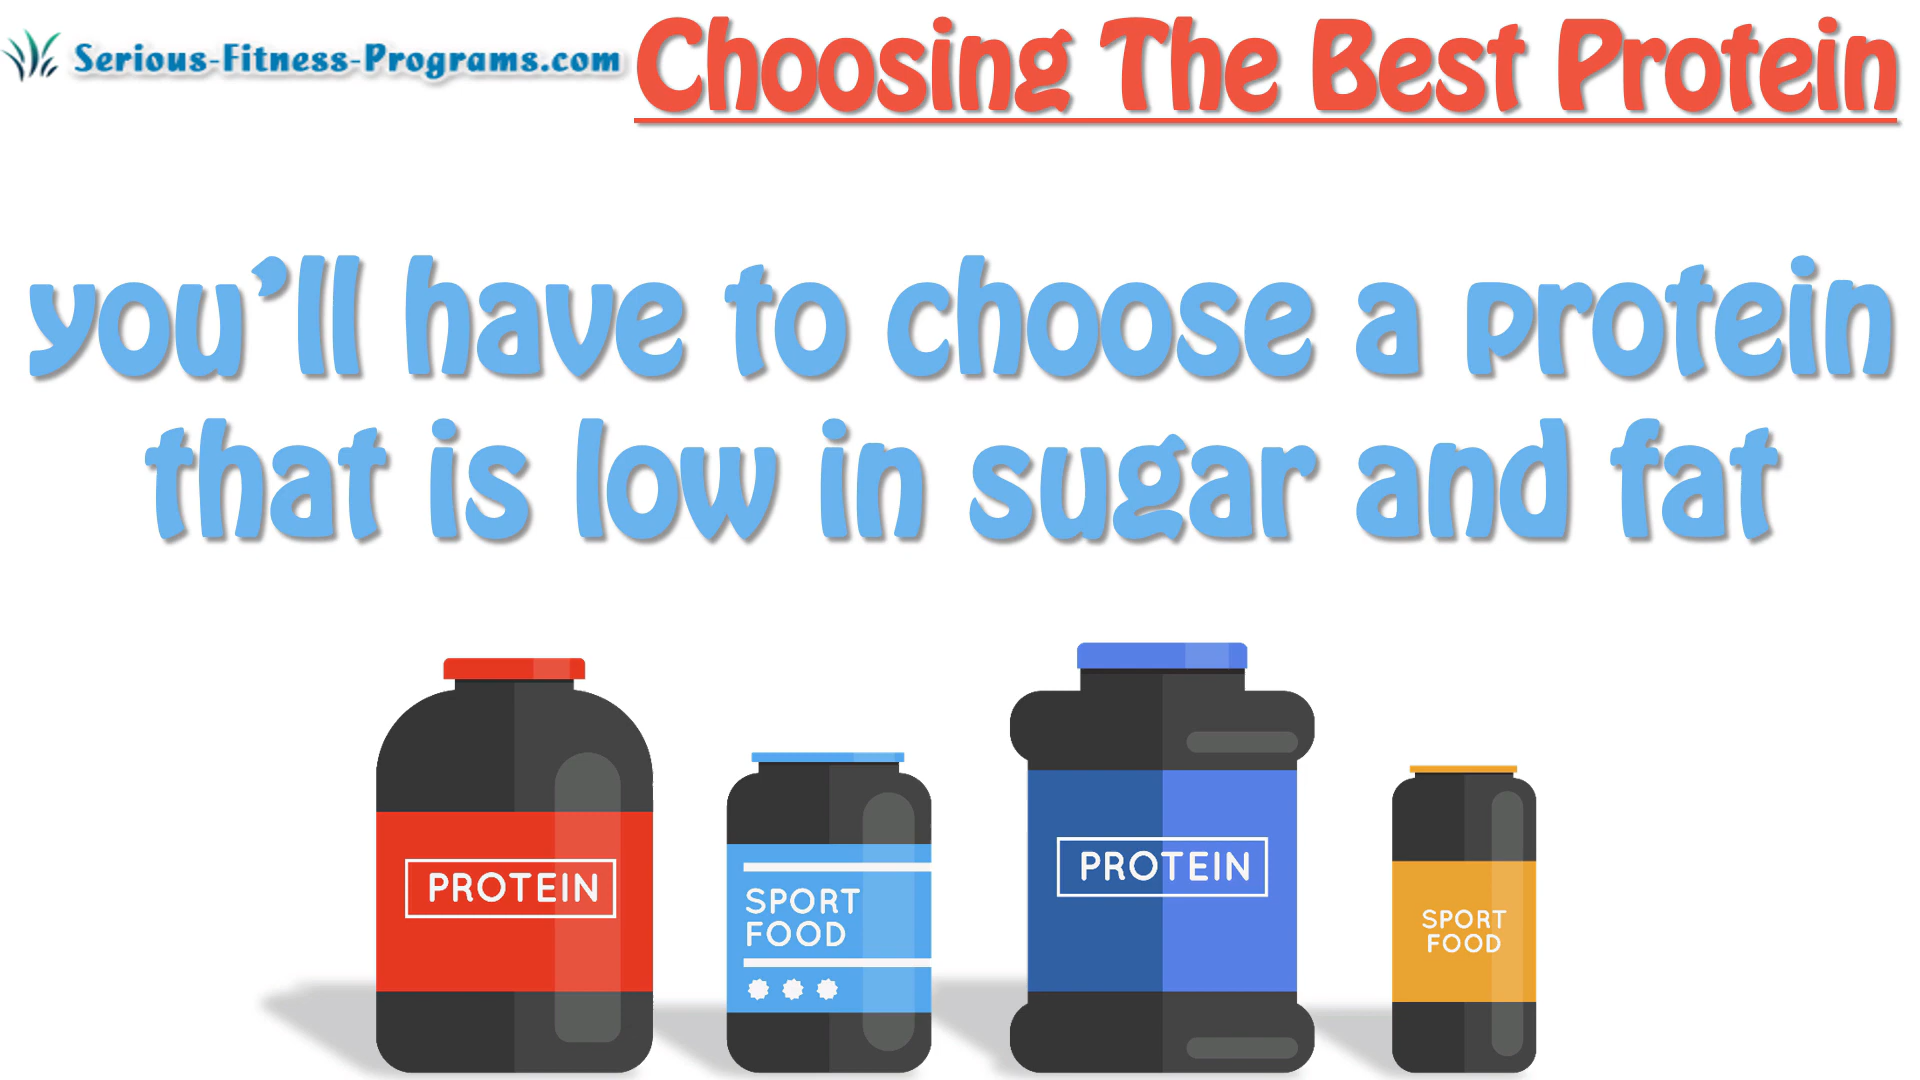 Serious-Fitness-Programs.com
Choosing The Best Protein
you'll have to choose a protein
that is low in sugar and fat
PROTEIN
SPORT
FOOD
PROTEIN
SPORT
FOOD